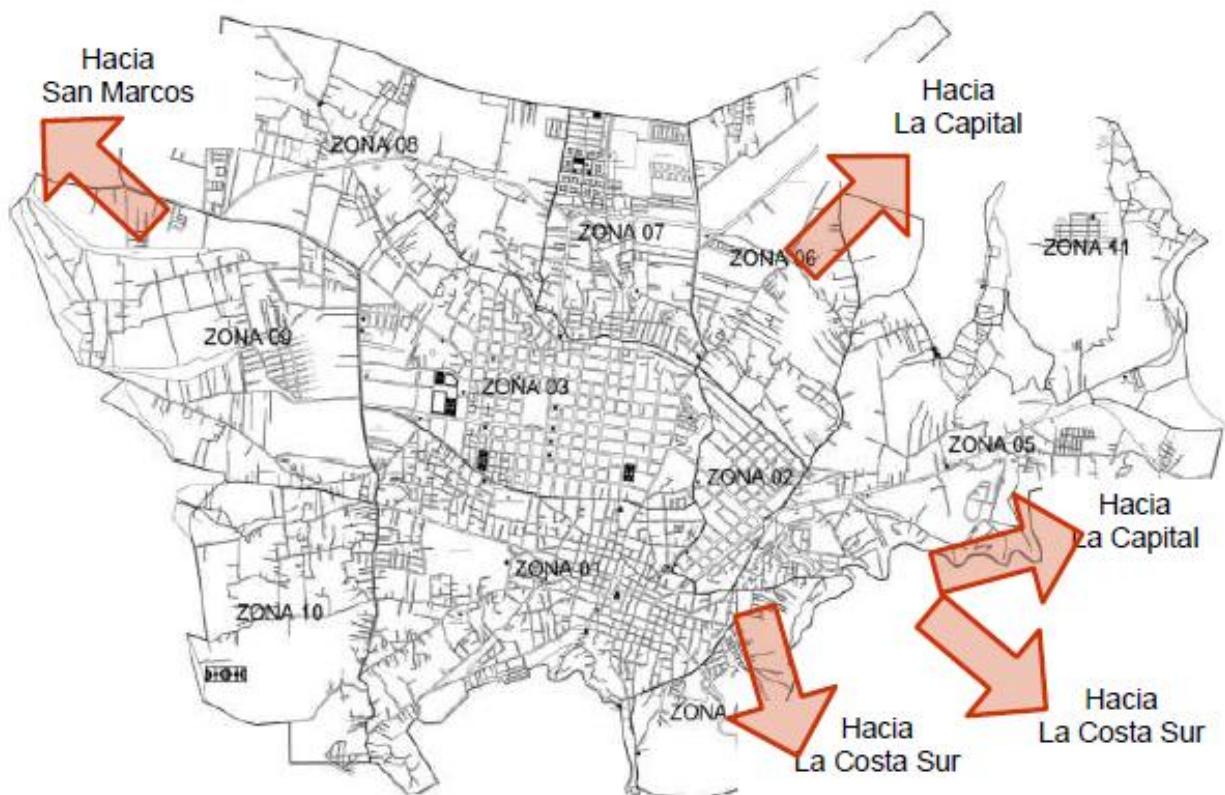 Hacia
San Marcos
Hacia
La Capital
ZONA 08
ZONA 07
ZONA 06
ZONA 11
ZONA 09
ZONA 03
ZONA 05
ZONA 02
Hacia
La Capital
ZONA 01
ZONA 10
ZONA
Hacia
La Costa Sur
Hacia
La Costa Sur